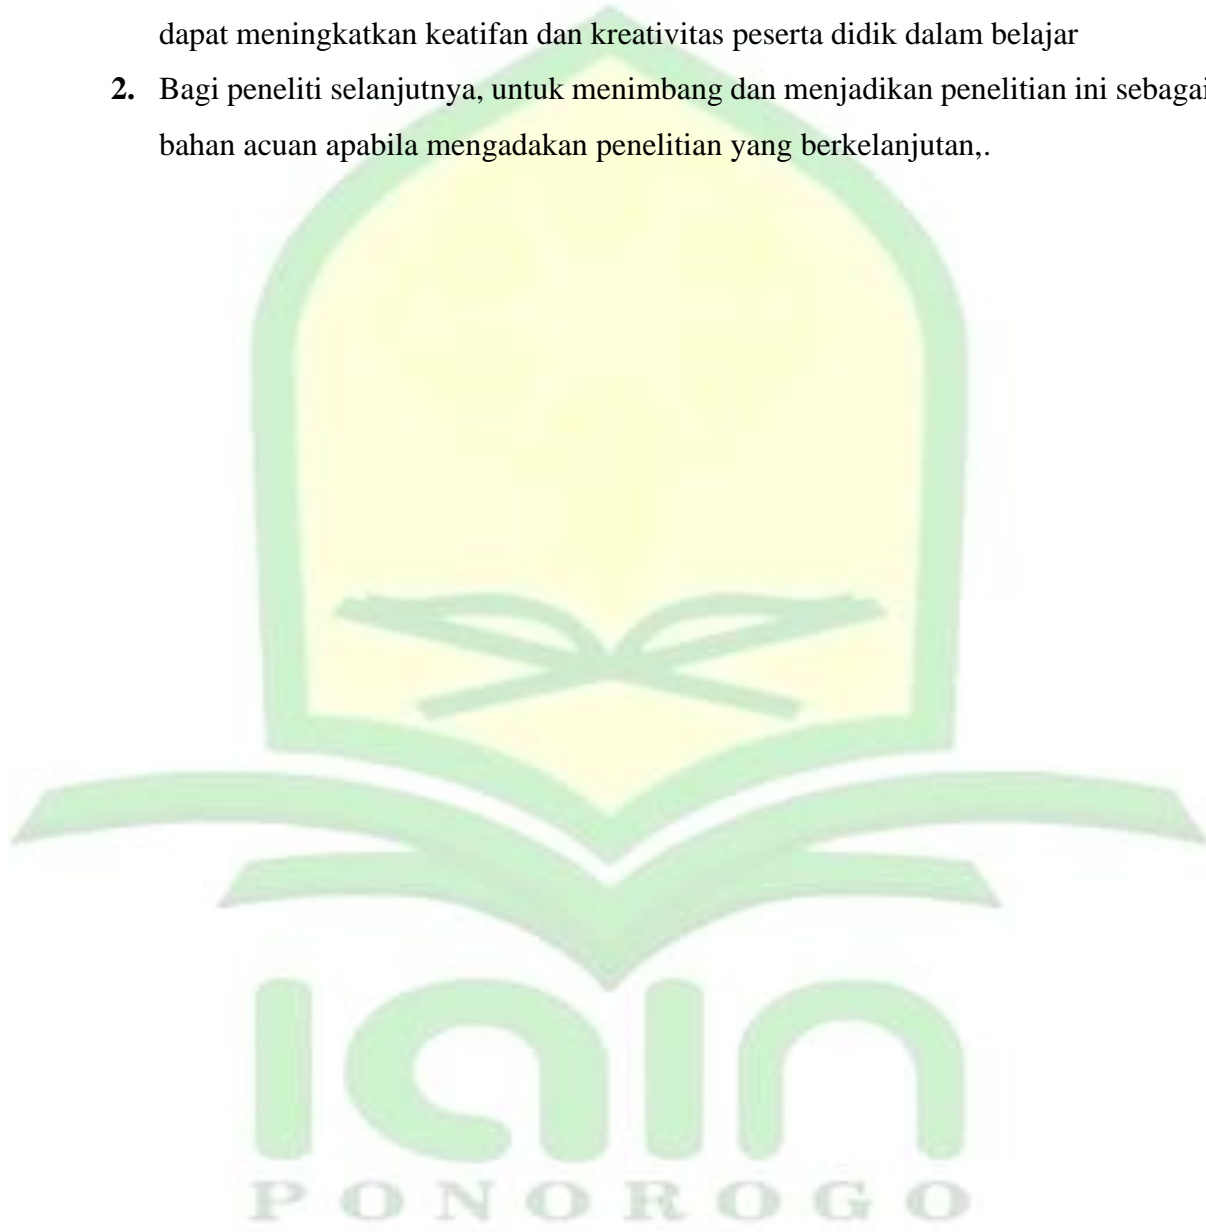 dapat meningkatkan keatifan dan kreativitas peserta didik dalam belajar
2. Bagi peneliti selanjutnya, untuk menimbang dan menjadikan penelitian ini sebagai
bahan acuan apabila mengadakan penelitian yang berkelanjutan,.
iain
PONOROGO